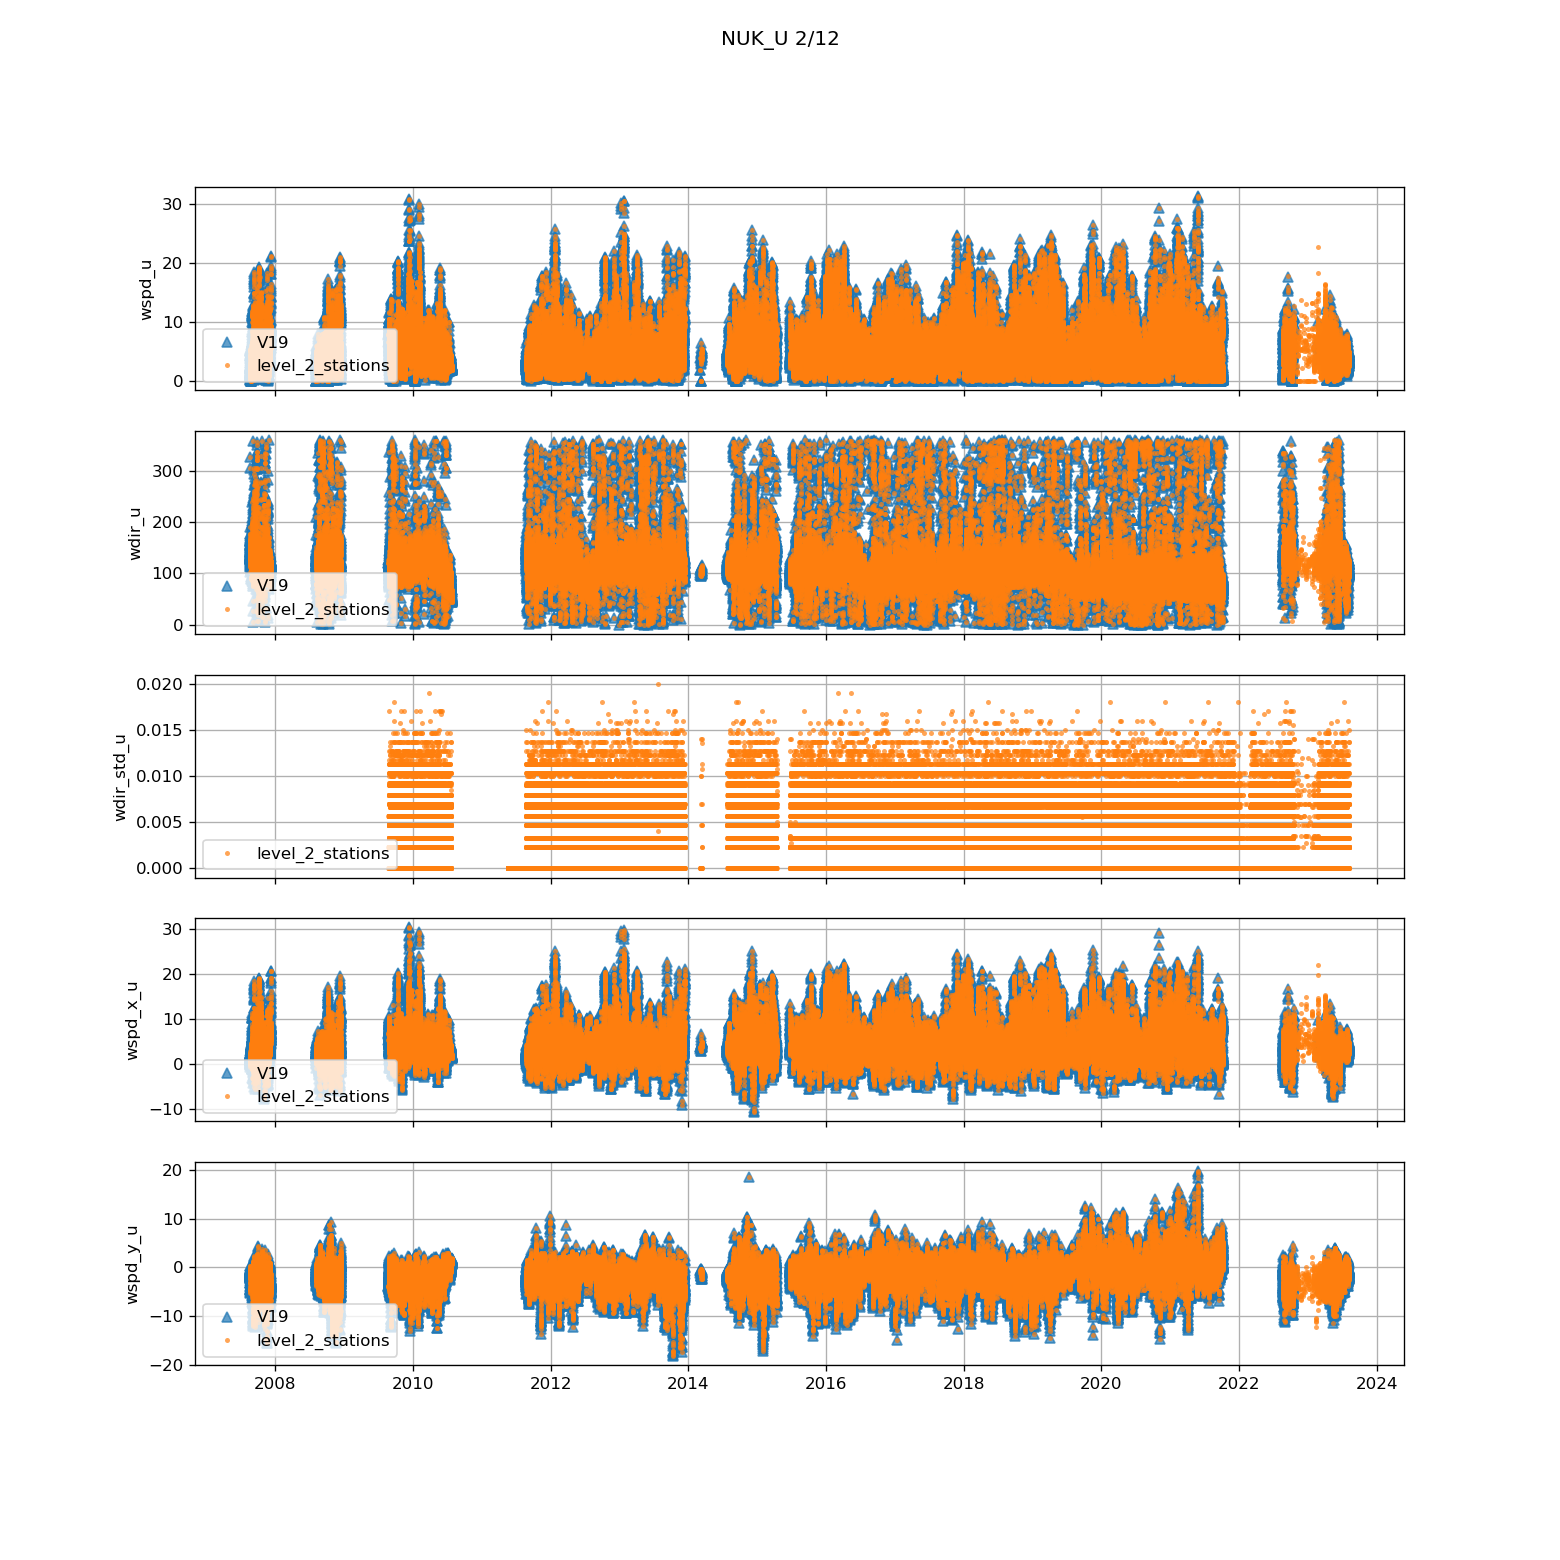 NUK_U 2/12
30
20
10
0
wspd_u
V19
level_2_stations
300
200
100
0
wdir_u
V19
level_2_stations
0.020
0.015
0.010
0.005
0.000
wdir_std_u
level_2_stations
30
20
10
0
−10
wspd_x_u
V19
level_2_stations
20
10
0
−10
−20
wspd_y_u
V19
level_2_stations
2008 2010 2012 2014 2016 2018 2020 2022 2024